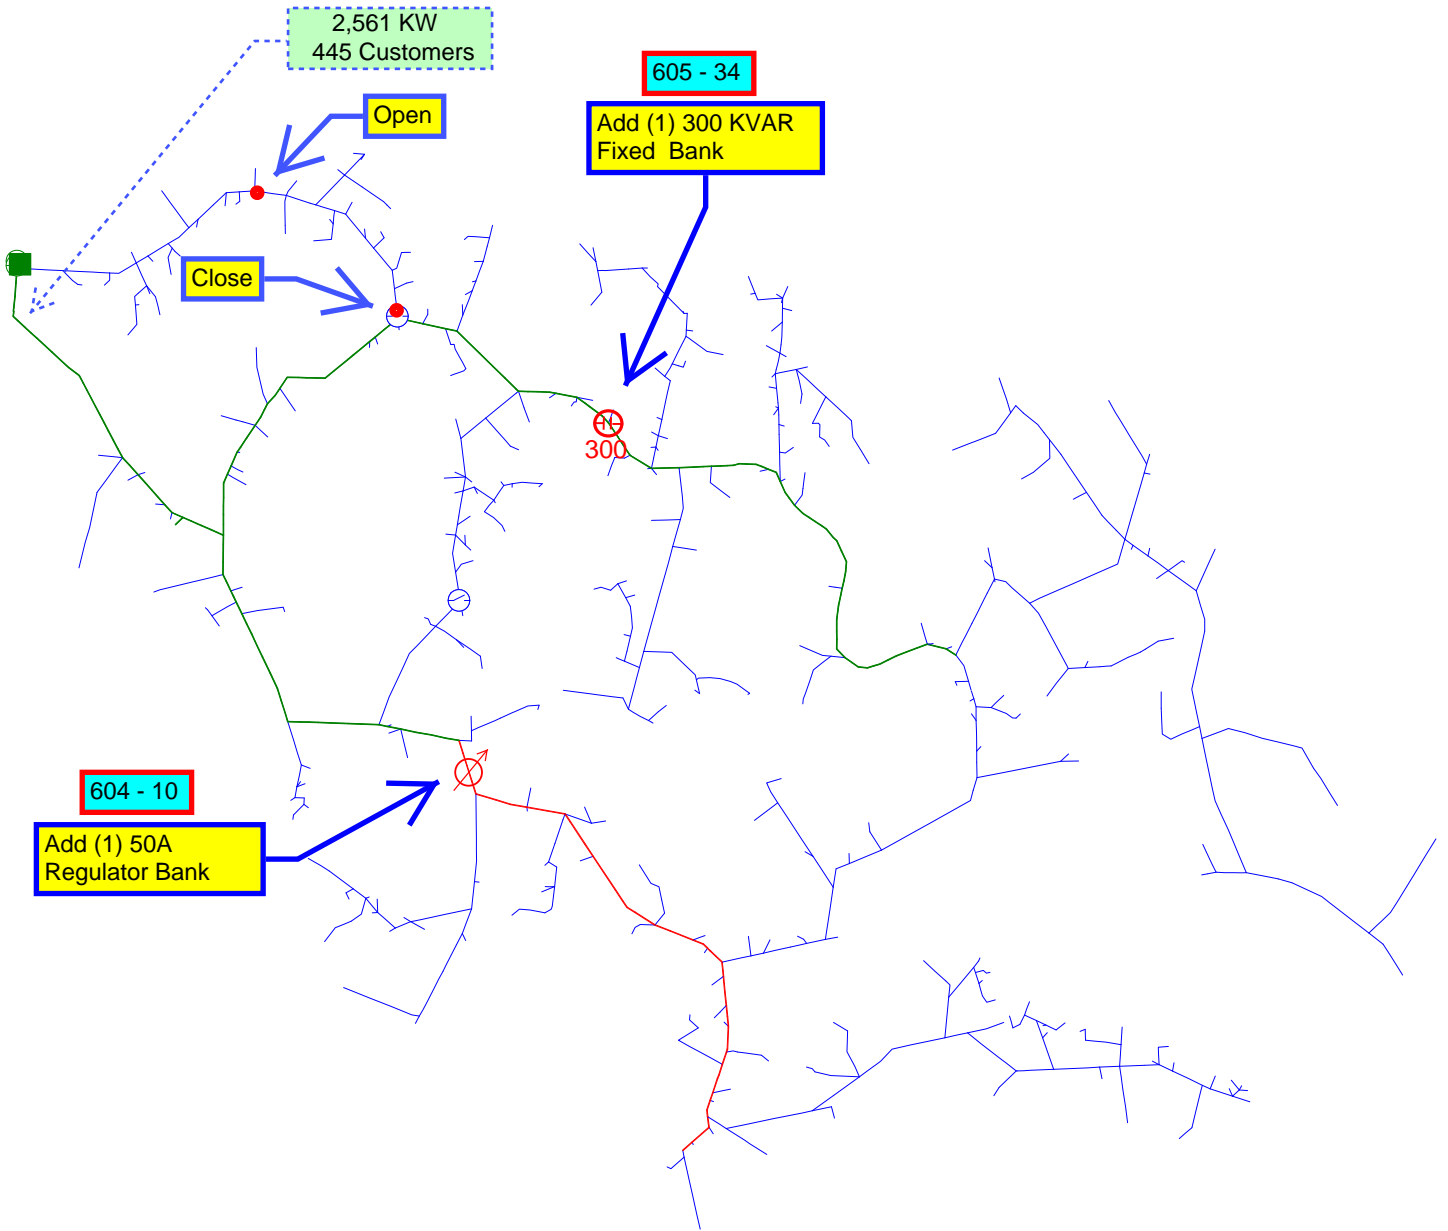 2,561 KW
445 Customers
Open
605 - 34
Add (1) 300 KVAR
Fixed Bank
Close
300
604 - 10
Add (1) 50A
Regulator Bank